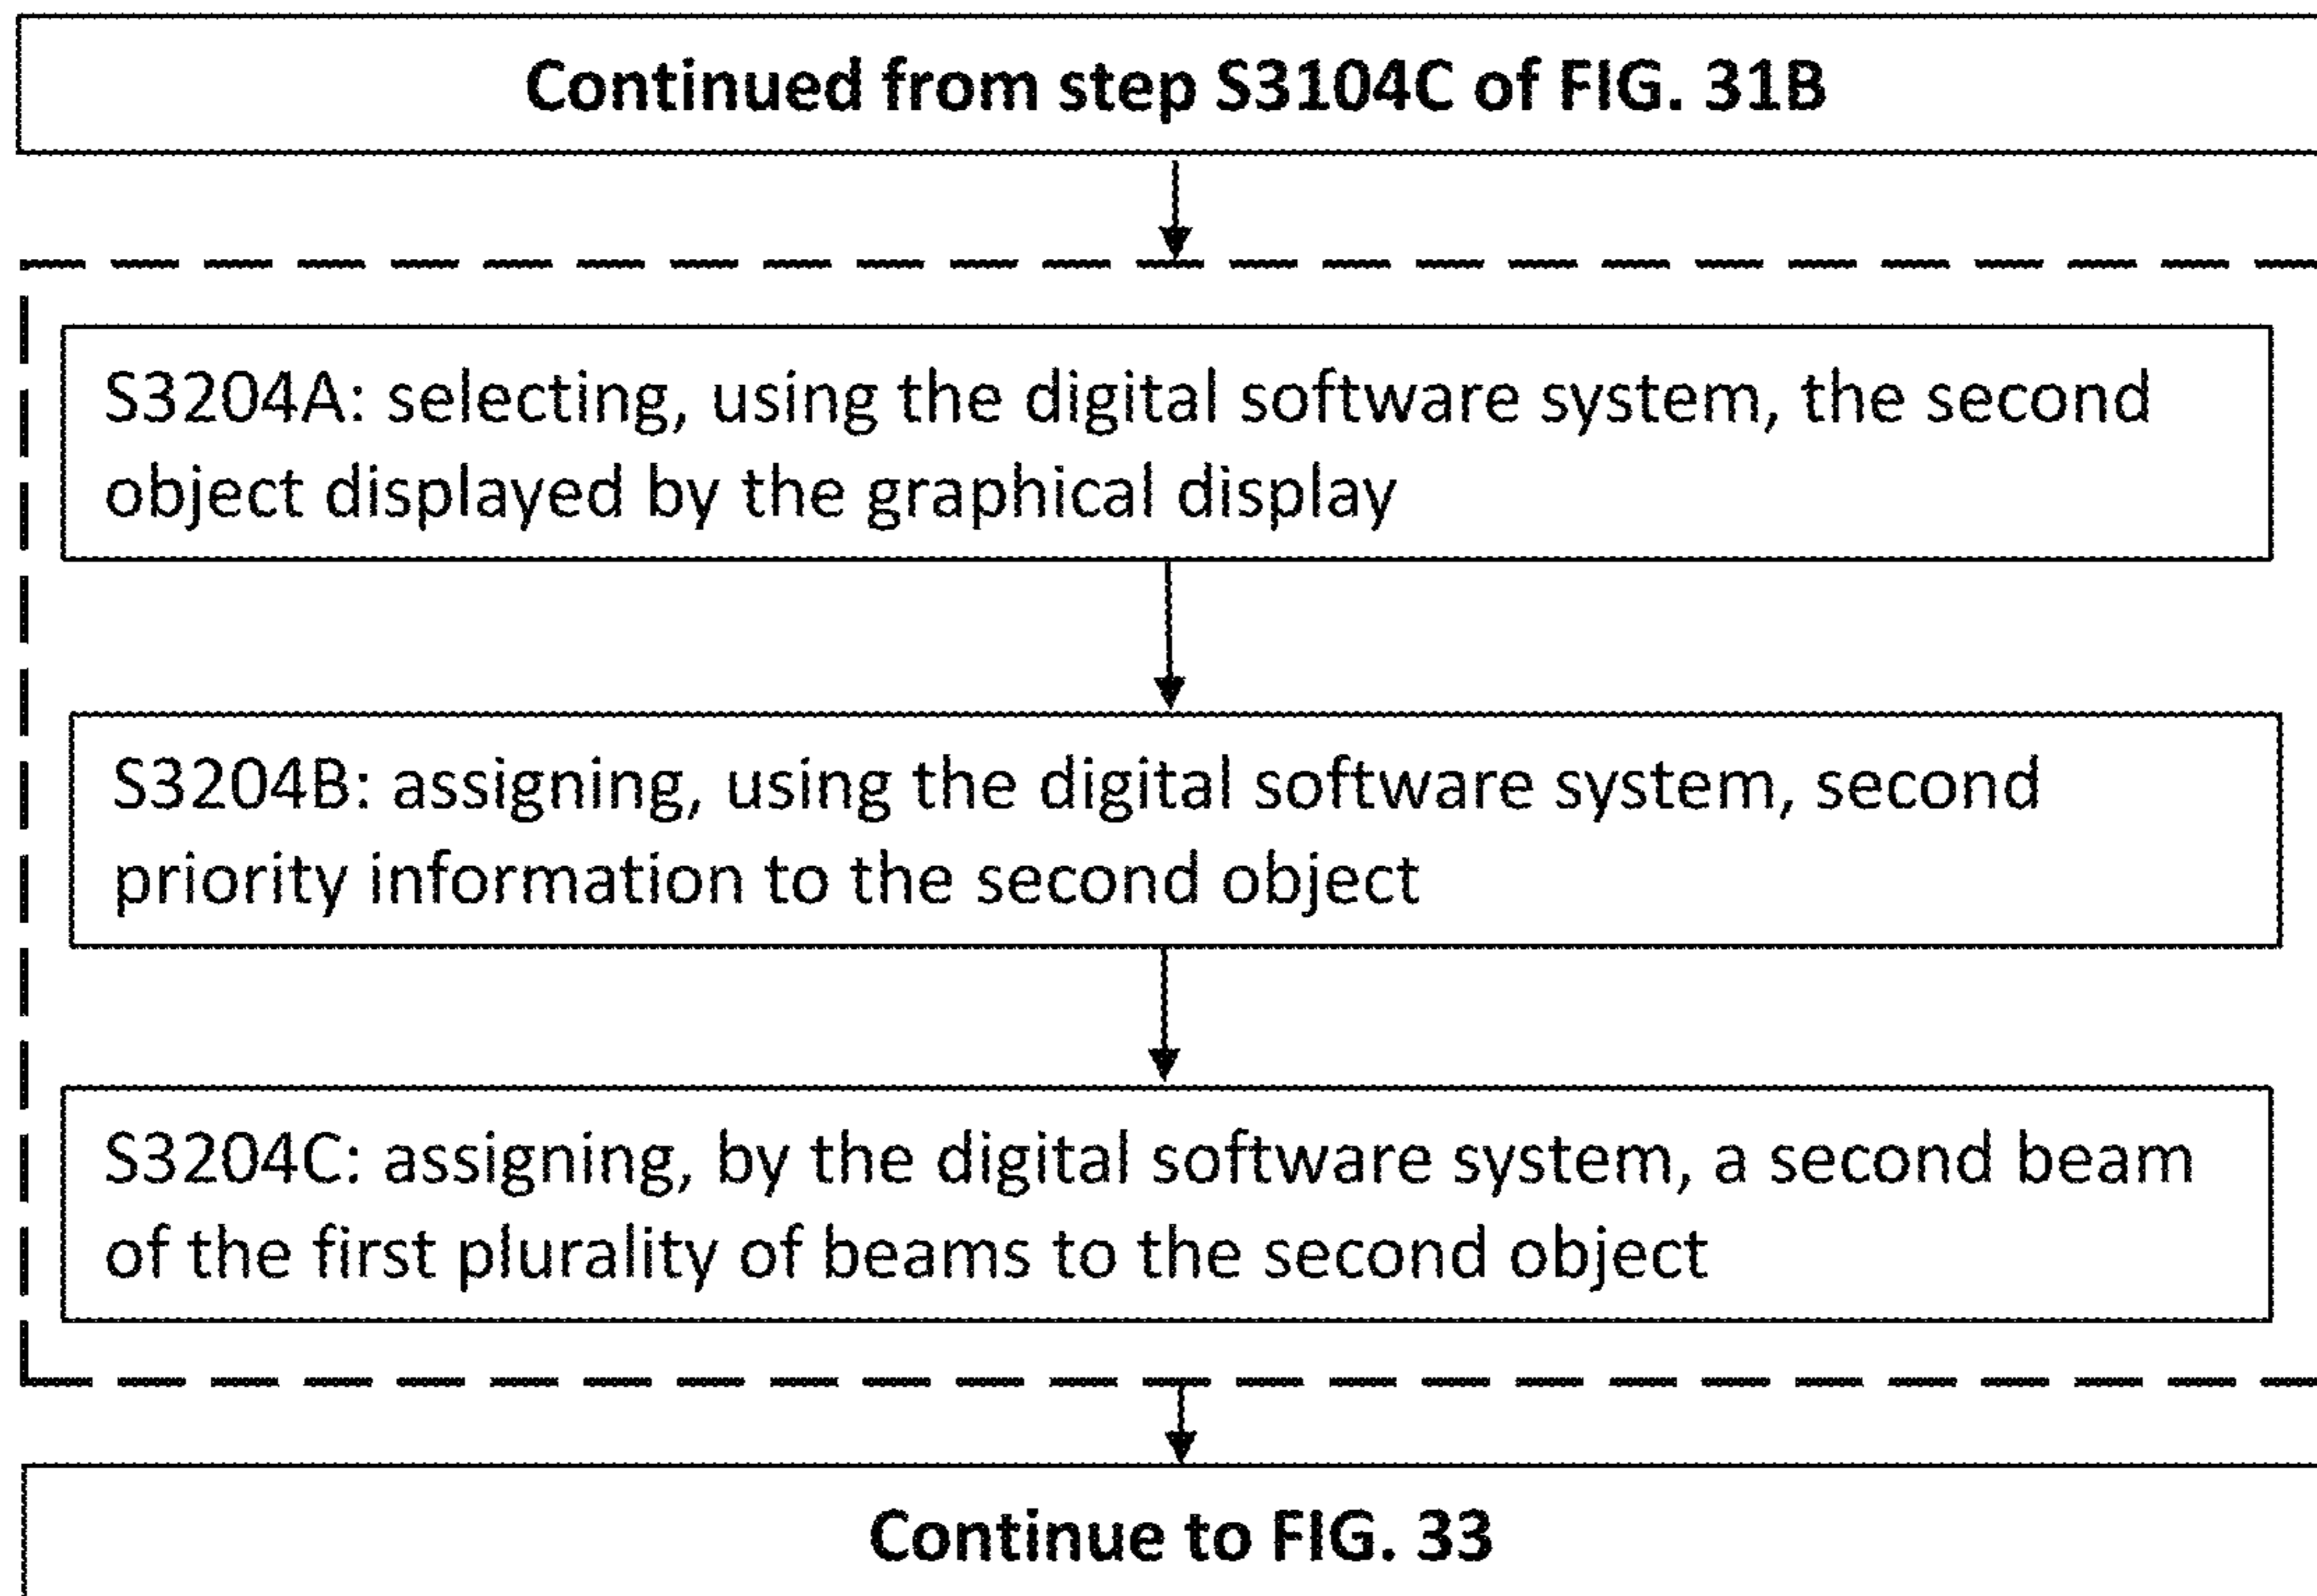 Continued from step S3104C of FIG. 31B
S3204A: selecting, using the digital software system, the second
object displayed by the graphical display
S3204B: assigning, using the digital software system, second
priority information to the second object
S3204C: assigning, by the digital software system, a second beam
of the first plurality of beams to the second object
Continue to FIG. 33